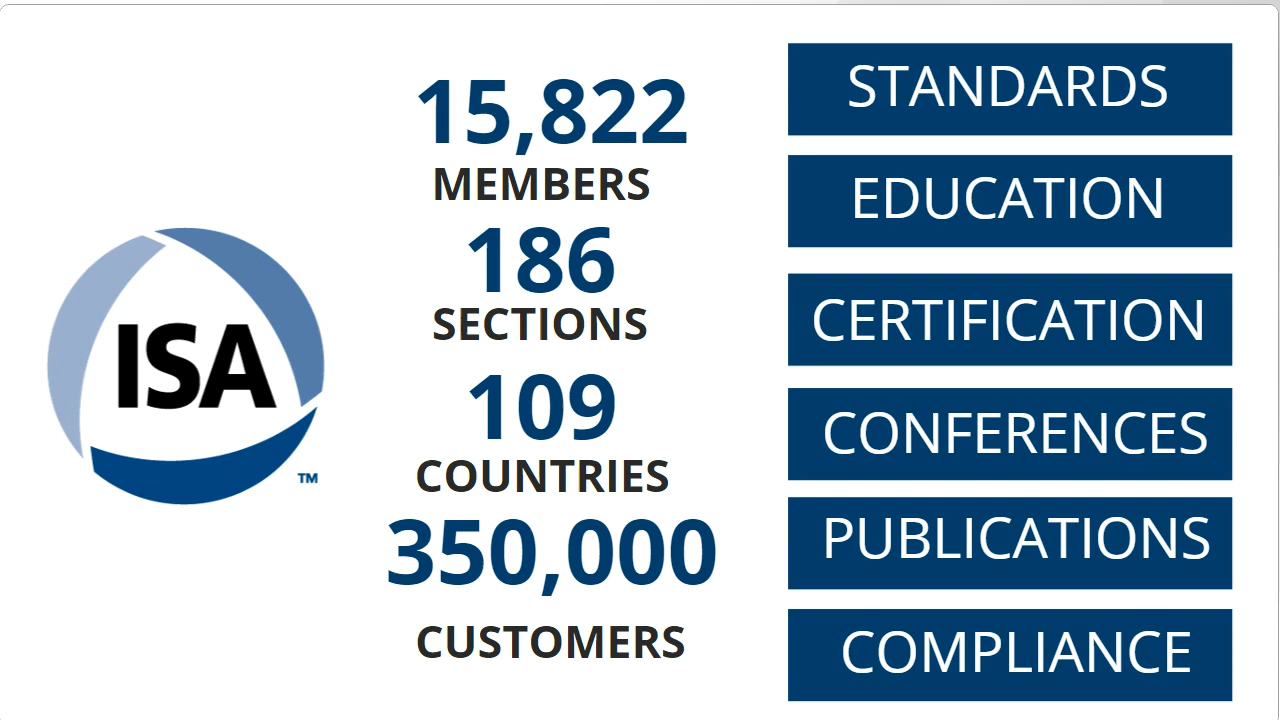 ISA
TM
15,822
MEMBERS
186
SECTIONS
109
COUNTRIES
350,000
CUSTOMERS
STANDARDS
EDUCATION
CERTIFICATION
CONFERENCES
PUBLICATIONS
COMPLIANCE